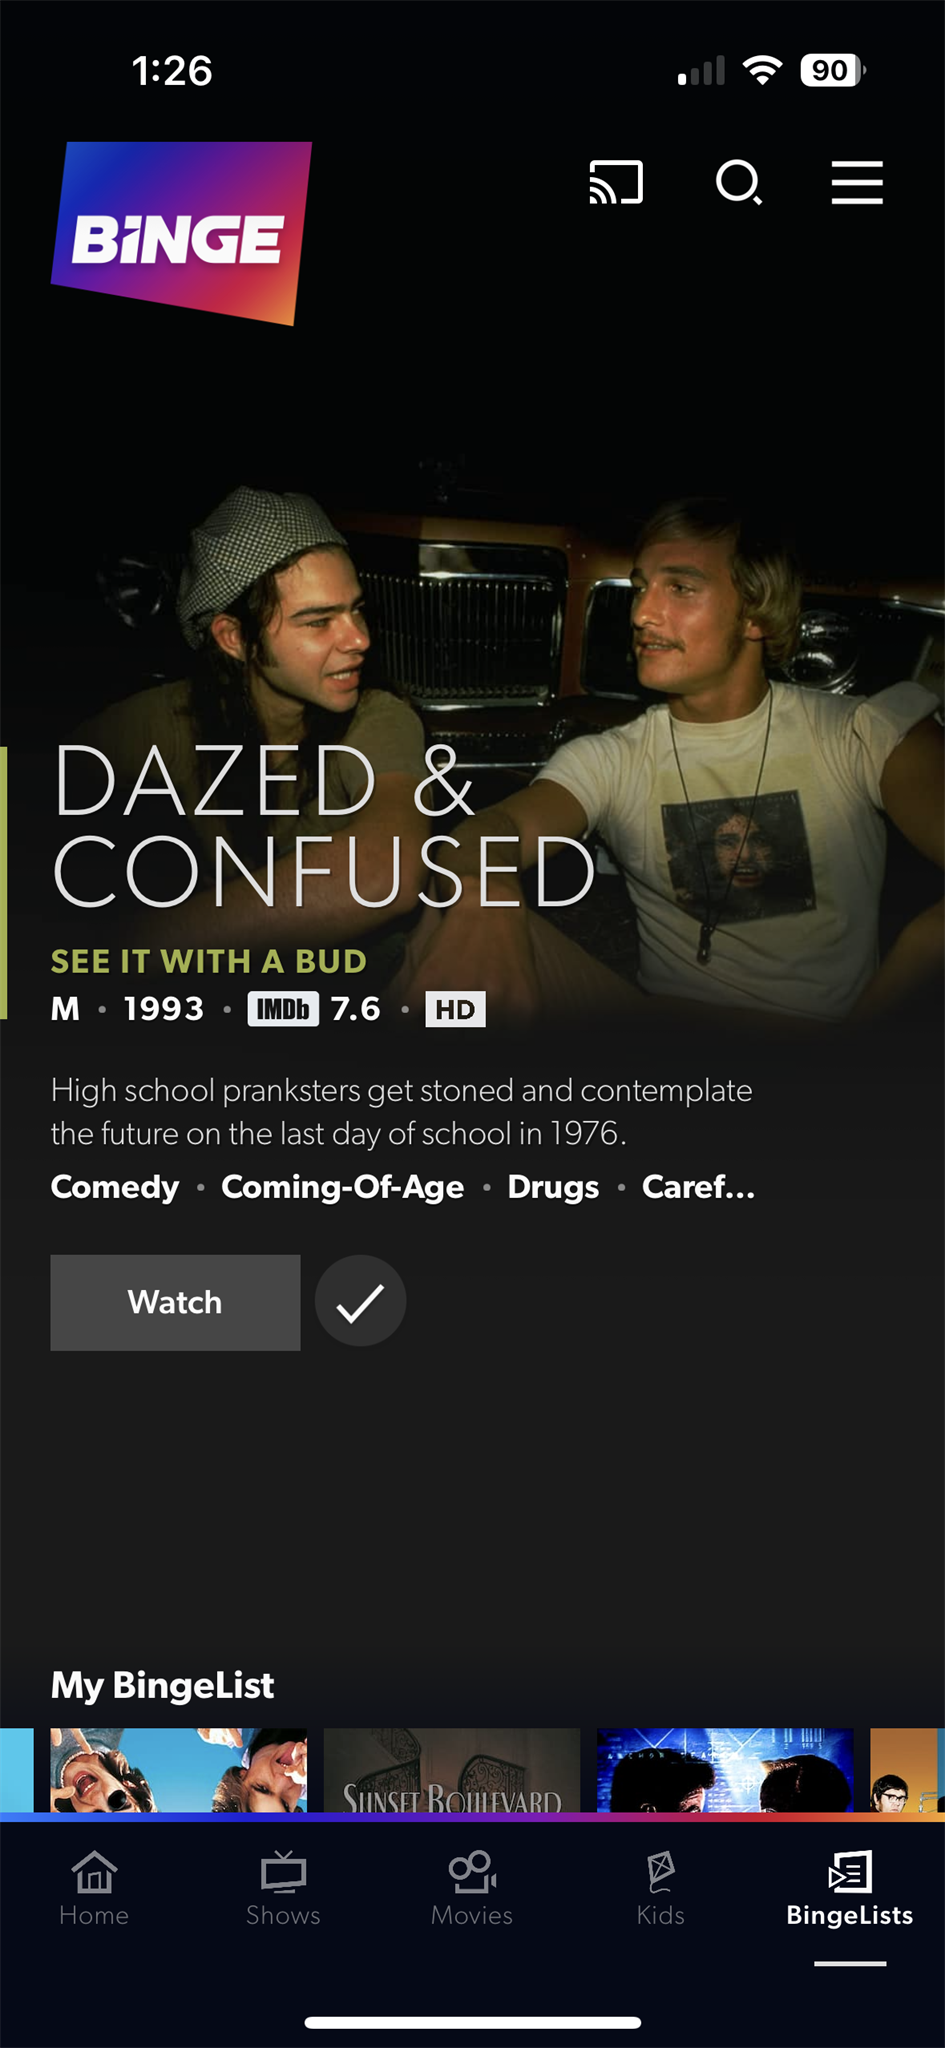 1:26
90
BiNGE
DAZED &
CONFUSED
SEE IT WITH A BUD
M · 1993 · IMDb 7.6 · HD
High school pranksters get stoned and contemplate
the future on the last day of school in 1976.
Comedy · Coming-Of-Age · Drugs · Caref...
Watch
My BingeList
SUNSET BOULEVARD
Home
Shows
Movies
Kids
BingeLists